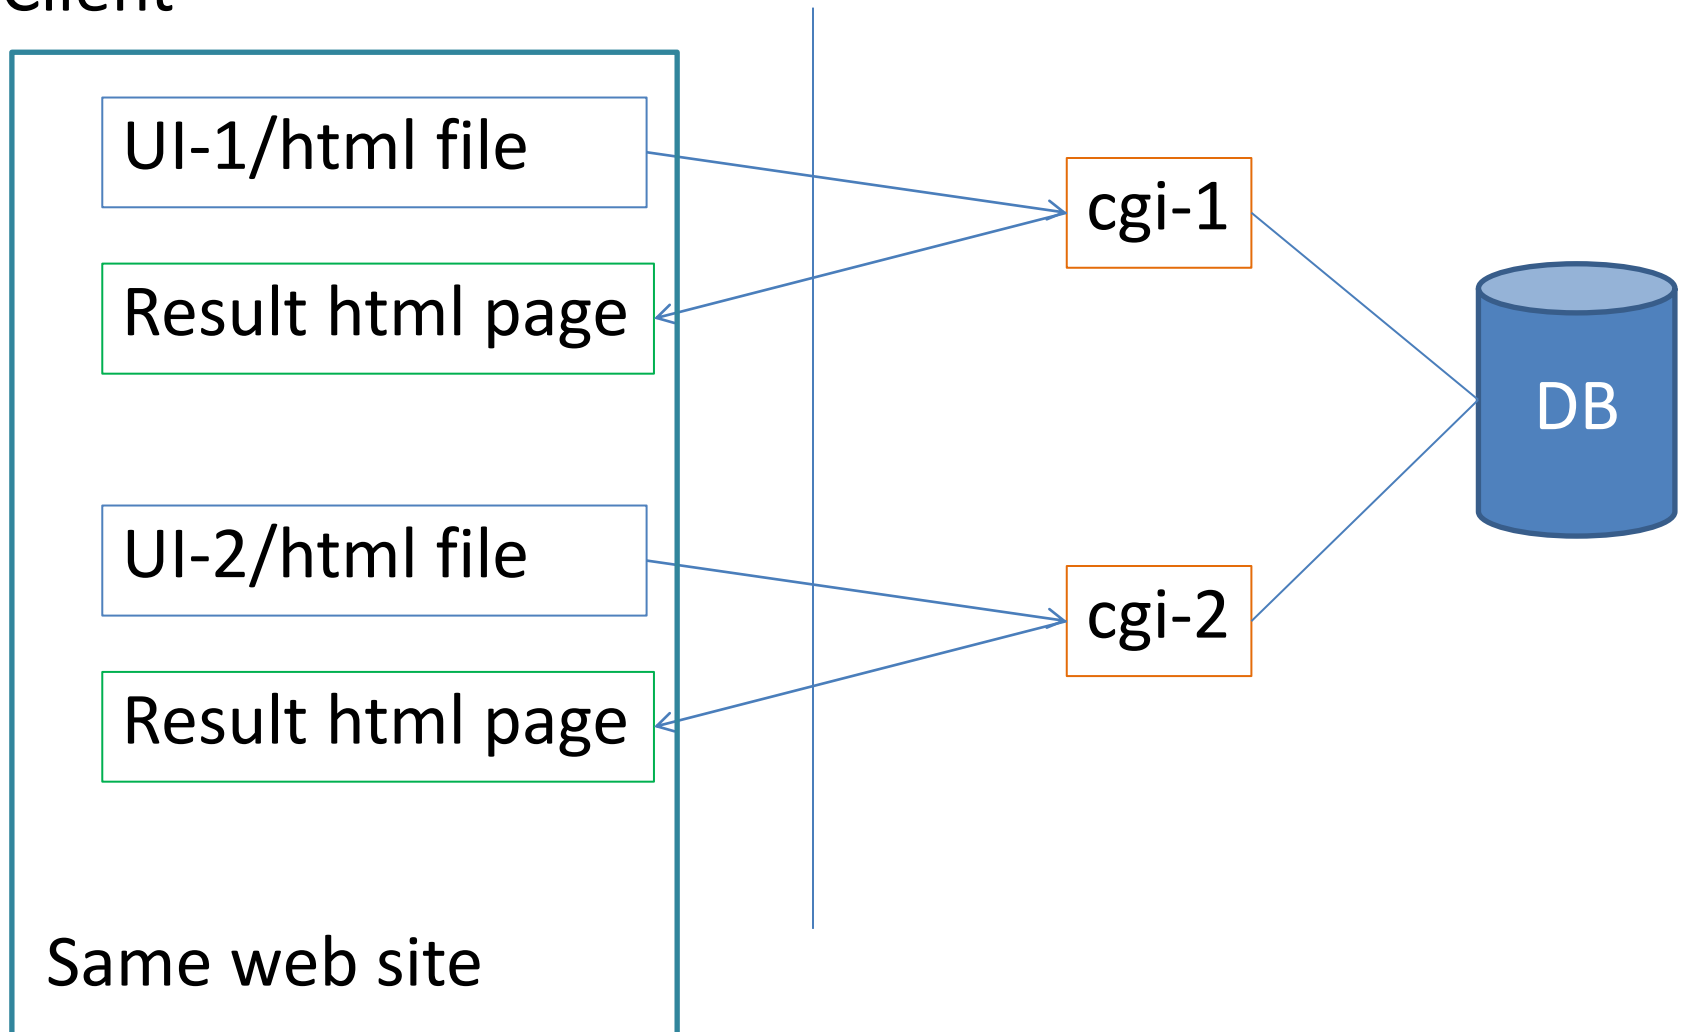 Client
UI-1/html file
cgi-1
Result html page
DB
UI-2/html file
cgi-2
Result html page
Same web site